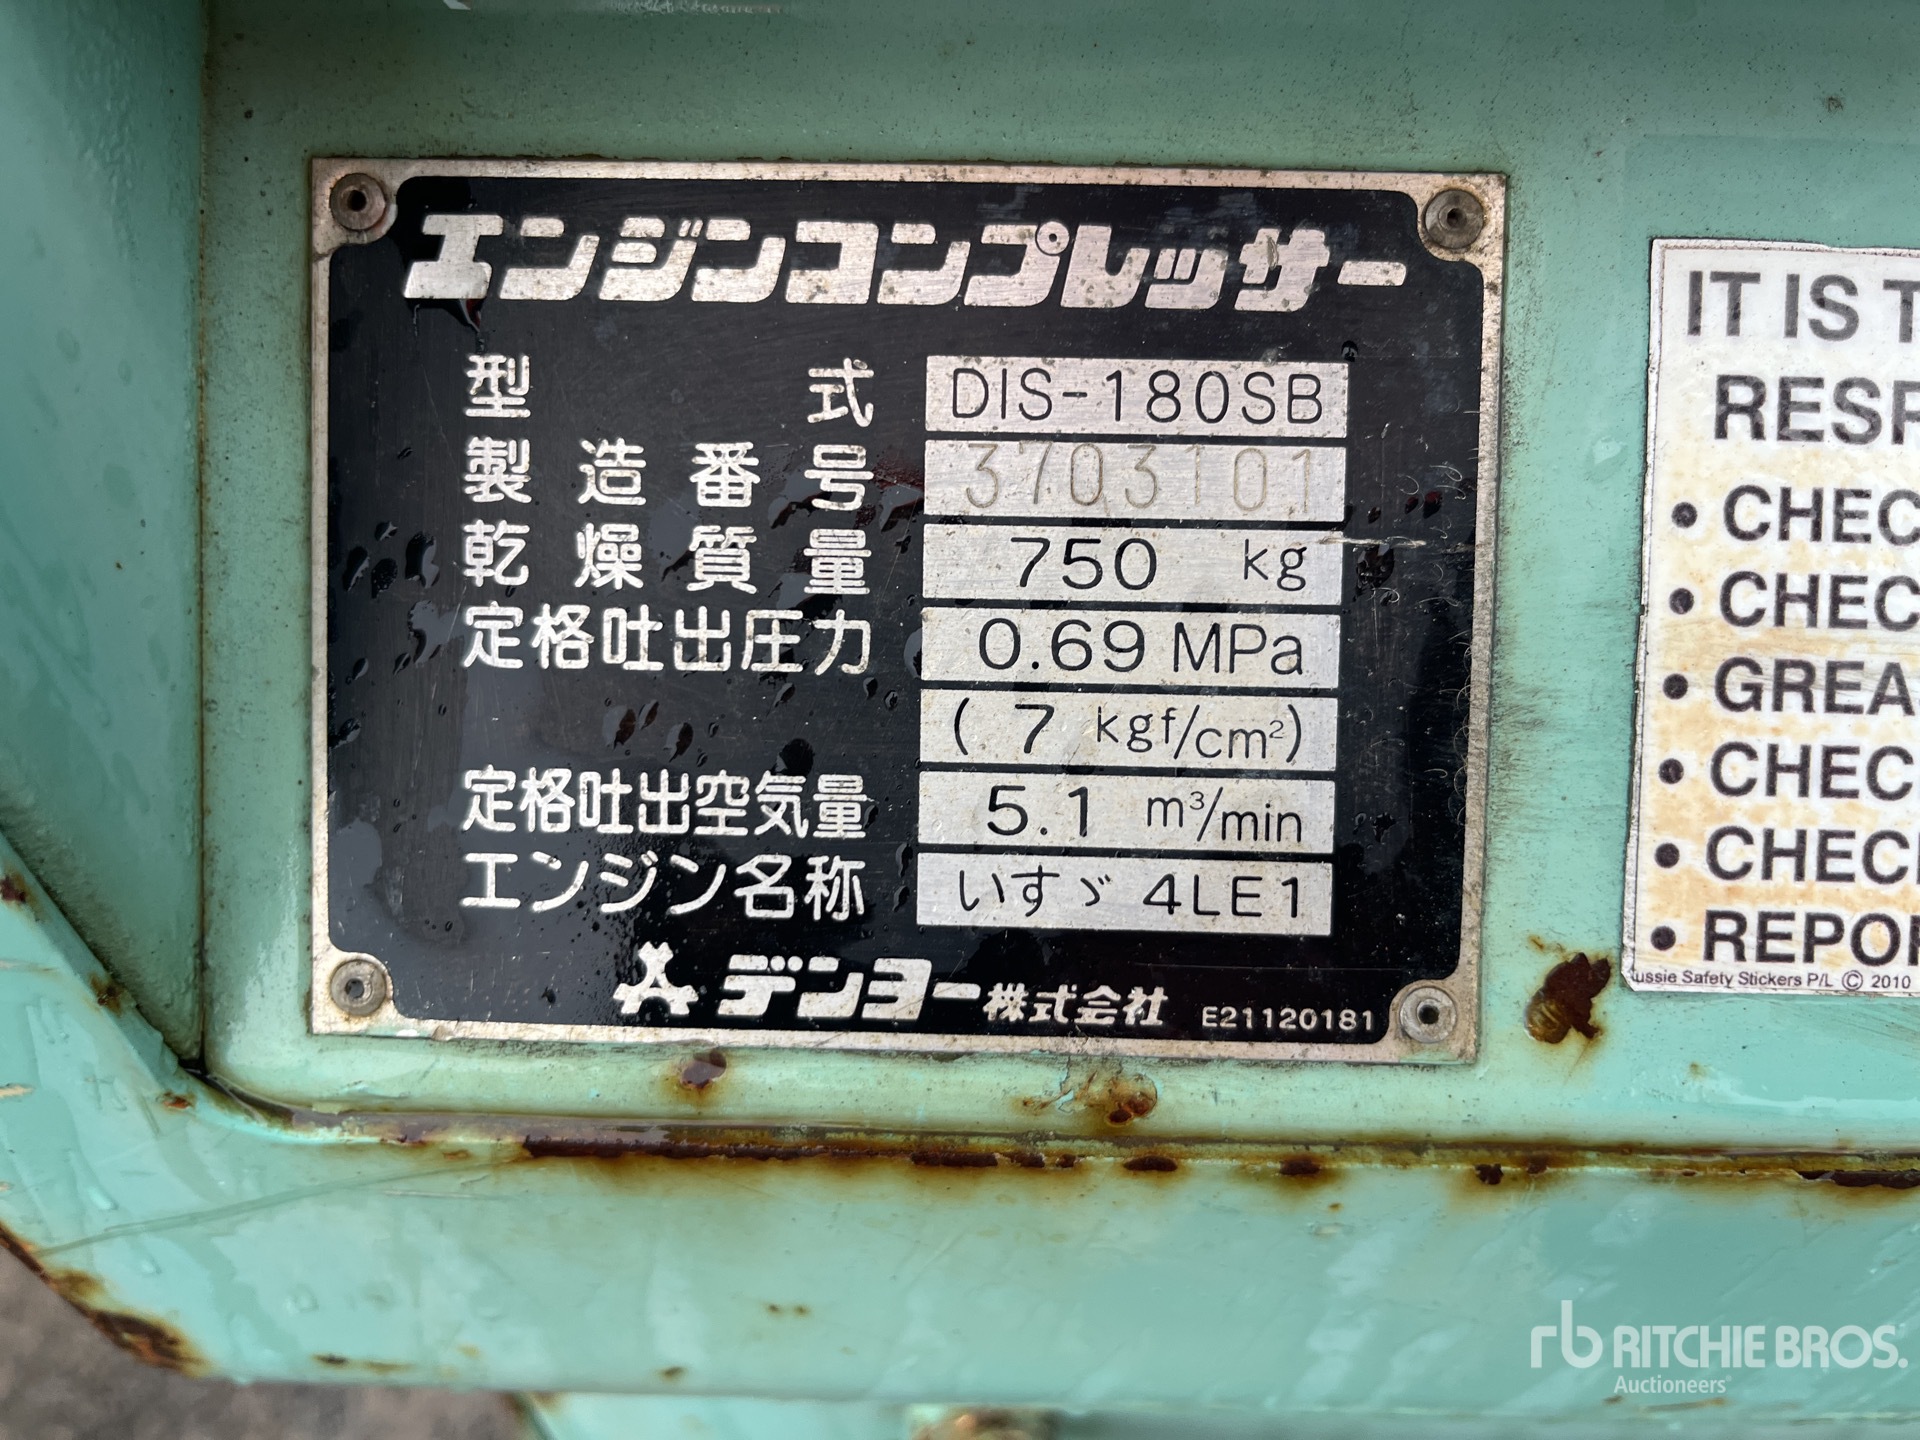 エンジンコンプレッサー
型式 DIS-180SB
製造番号 3703101
乾燥質量 750 kg
定格吐出圧力 0.69 MPa
( 7 kgf/cm²)
定格吐出空気量 5.1 m³/min
エンジン名称 いすゞ 4LE1
デンヨー株式会社 E21120181
IT IS T
RESP
• CHEC
• CHEC
• GREA
• CHEC
• CHEC
• REPOR
ussie Safety Stickers P/L © 2010
rb RITCHIE BROS.
Auctioneers